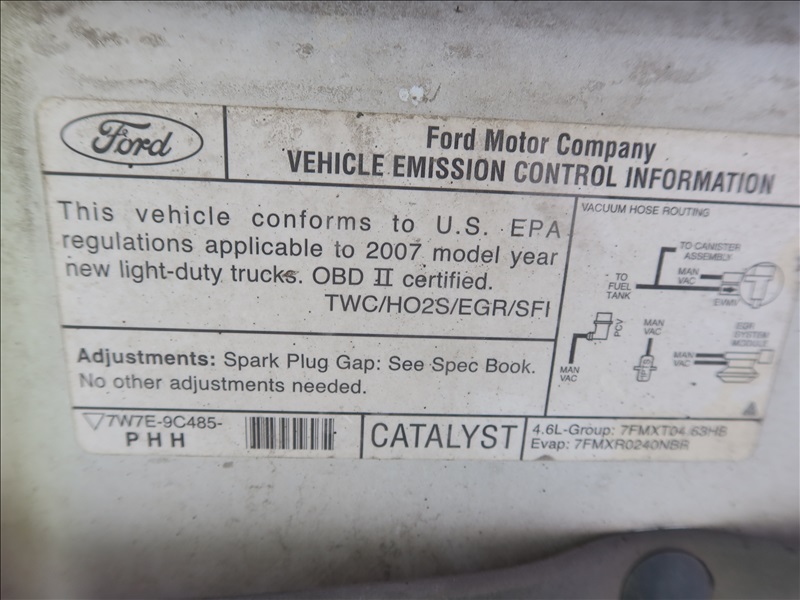 Ford
Ford Motor Company
VEHICLE EMISSION CONTROL INFORMATION
This vehicle conforms to U.S. EPA
regulations applicable to 2007 model year
new light-duty trucks. OBD II certified.
TWC/HO2S/EGR/SFI
Adjustments: Spark Plug Gap: See Spec Book.
No other adjustments needed.
7W7E-9C485-
PHH
CATALYST
VACUUM HOSE ROUTING
TO CANISTER
ASSEMBLY
TO
FUEL
TANK
MAN
VAC
EVMV
PCV
MAN
VAC
MAN
VAC
FPS
EGR
SYSTEM
MODULE
MAN
VAC
4.6L-Group: 7FMXT04.63HB
Evap: 7FMXR0240NBR